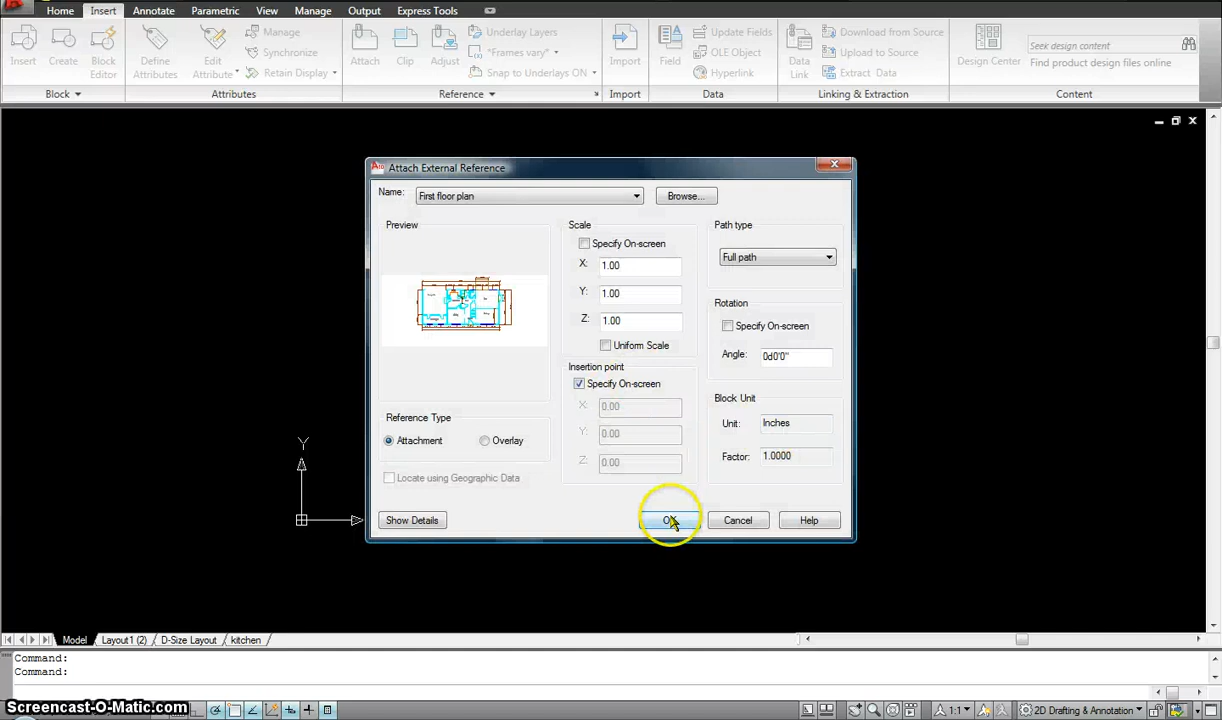 Home Insert Annotate Parametric View Manage Output Express Tools
Insert Create Block Editor
Define Attributes Edit Attribute
Manage
Synchronize
Retain Display
Attach Clip Adjust
Underlay Layers
*Frames vary*
Snap to Underlays ON
Import
Field
Update Fields
OLE Object
Hyperlink
Data Link
Download from Source
Upload to Source
Extract Data
Design Center
Seek design content
Find product design files online
Block Attributes Reference Import Data Linking & Extraction Content
Attach External Reference
Name: First floor plan Browse...
Preview
Scale
Specify On-screen
X: 1.00
Y: 1.00
Z: 1.00
Uniform Scale
Path type
Full path
Rotation
Specify On-screen
Angle: 0d0'0"
Insertion point
Specify On-screen
X: 0.00
Y: 0.00
Z: 0.00
Block Unit
Unit: Inches
Factor: 1.0000
Reference Type
Attachment Overlay
Locate using Geographic Data
Show Details OK Cancel Help
Y
Model Layout1 (2) D-Size Layout kitchen
Command:
Command:
Screencast-O-Matic.com
1:1 2D Drafting & Annotation